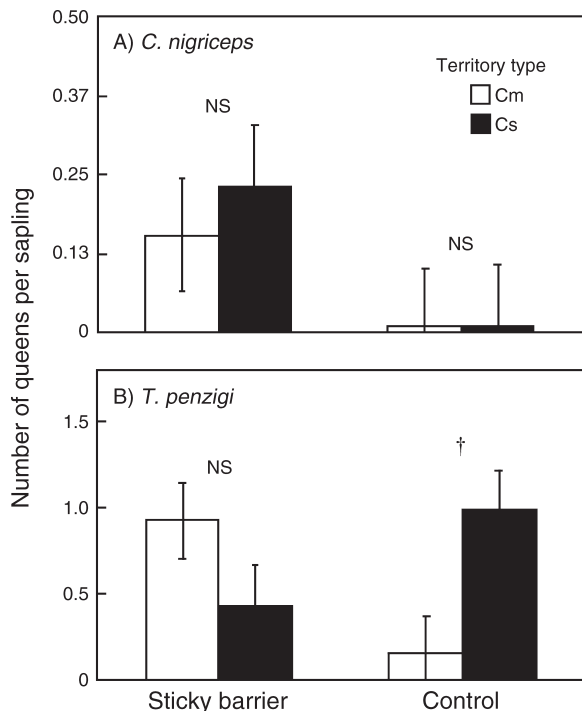 Number of queens per sapling
0.50
A) C. nigriceps
Territory type
Cm
Cs
0.37
NS
0.25
NS
0.13
0
B) T. penzigi
1.5
NS
†
1.0
0.5
0
Sticky barrier
Control